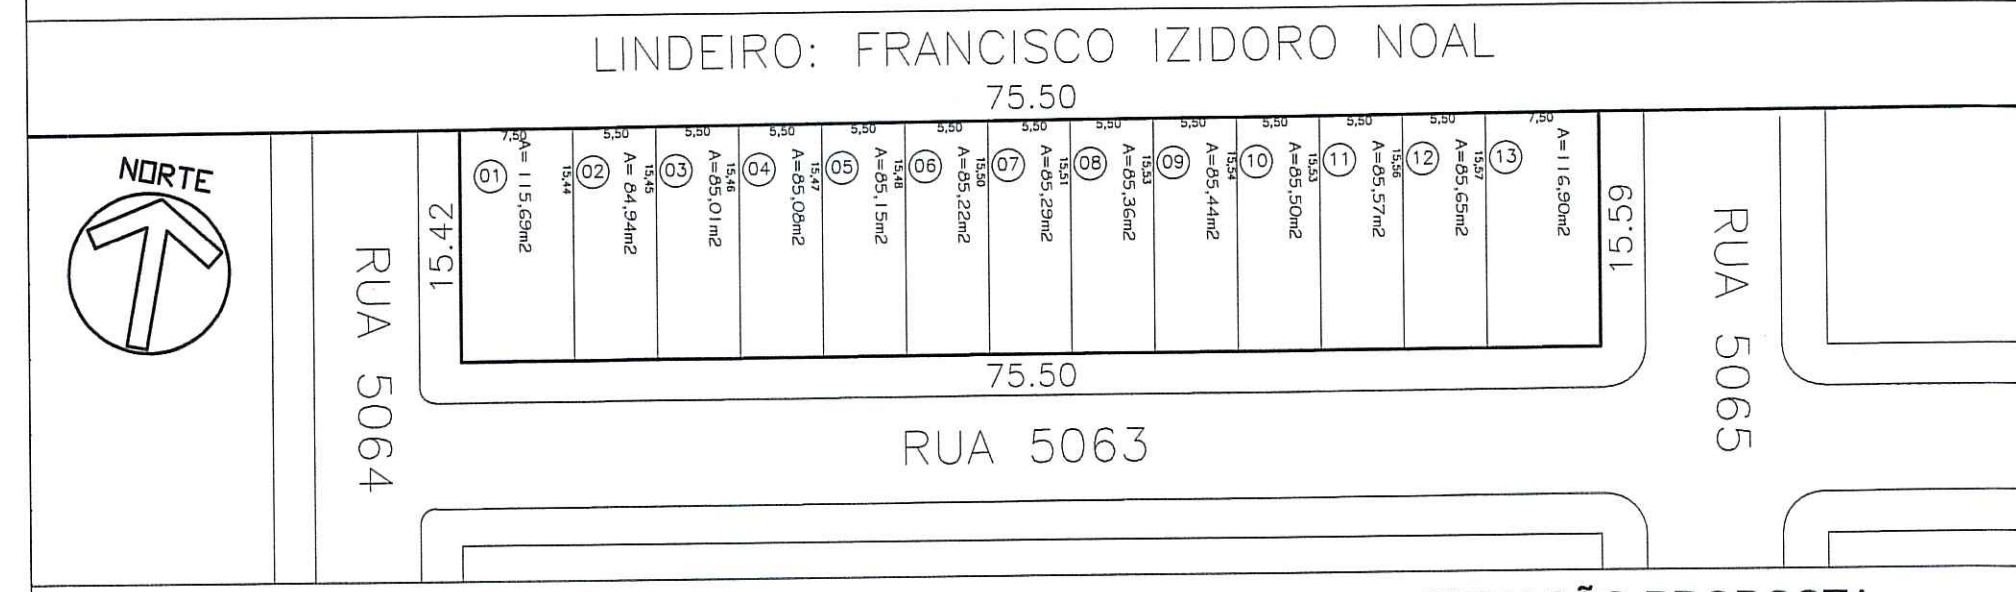 LINDEIRO: FRANCISCO IZIDORO NOAL
75.50
7,50
5,50
5,50
5,50
5,50
5,50
5,50
5,50
5,50
5,50
5,50
5,50
7,50
NORTE
RUA 5064
15.42
01
A= 115,69m2
15,44
02
A= 84,94m2
15,45
03
A=85,01m2
15,46
04
A=85,08m2
15,47
05
A=85,15m2
15,48
06
A=85,22m2
15,50
07
A=85,29m2
15,51
08
A=85,36m2
15,53
09
A=85,44m2
15,54
10
A=85,50m2
15,53
11
A=85,57m2
15,56
12
A=85,65m2
15,57
13
A=116,90m2
15.59
RUA 5065
75.50
RUA 5063